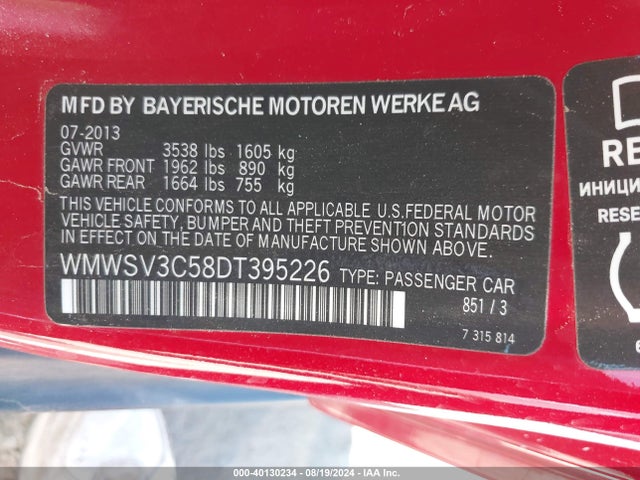 MFD BY BAYERISCHE MOTOREN WERKE AG
07-2013
GVWR 3538 lbs 1605 kg
GAWR FRONT 1962 lbs 890 kg
GAWR REAR 1664 lbs 755 kg
THIS VEHICLE CONFORMS TO ALL APPLICABLE U.S.FEDERAL MOTOR
VEHICLE SAFETY, BUMPER AND THEFT PREVENTION STANDARDS
IN EFFECT ON THE DATE OF MANUFACTURE SHOWN ABOVE.
WMWSV3C58DT395226 TYPE: PASSENGER CAR
851 / 3
7 315 814
RE
ИНИЦИ
RESE
000-40130234 - 08/19/2024 - IAA Inc.